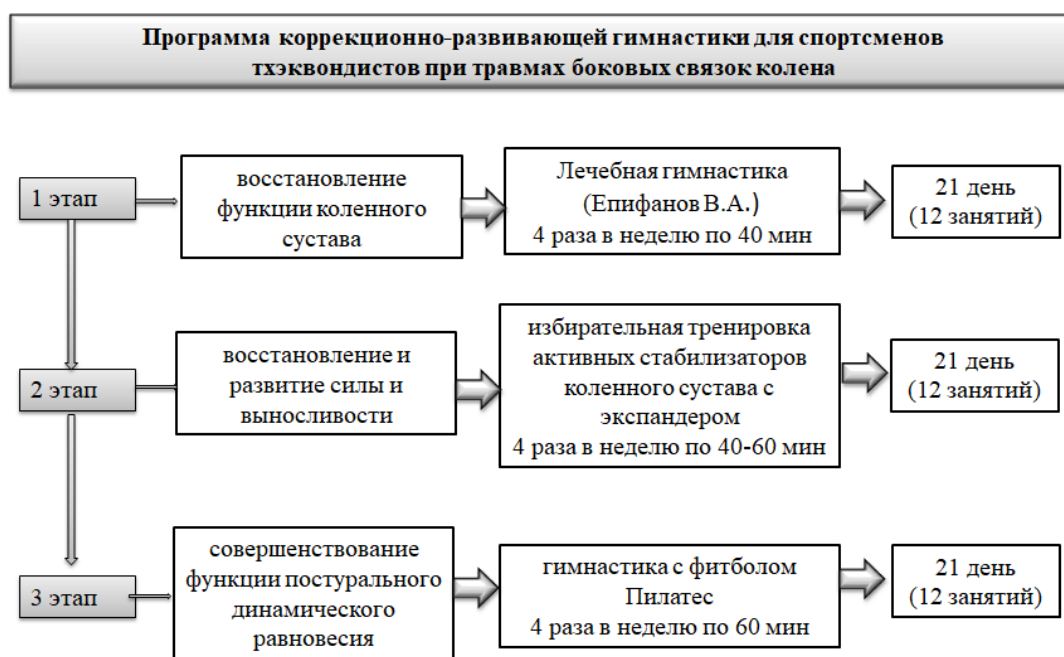 Программа коррекционно-развивающей гимнастики для спортсменов
тхэквондистов при травмах боковых связок колена
1 этап
восстановление
функции коленного
сустава
Лечебная гимнастика
(Епифанов В.А.)
4 раза в неделю по 40 мин
21 день
(12 занятий)
2 этап
восстановление и
развитие силы и
выносливости
избирательная тренировка
активных стабилизаторов
коленного сустава с
экспандером
4 раза в неделю по 40-60 мин
21 день
(12 занятий)
3 этап
совершенствование
функции постурального
динамического
равновесия
гимнастика с фитболом
Пилатес
4 раза в неделю по 60 мин
21 день
(12 занятий)